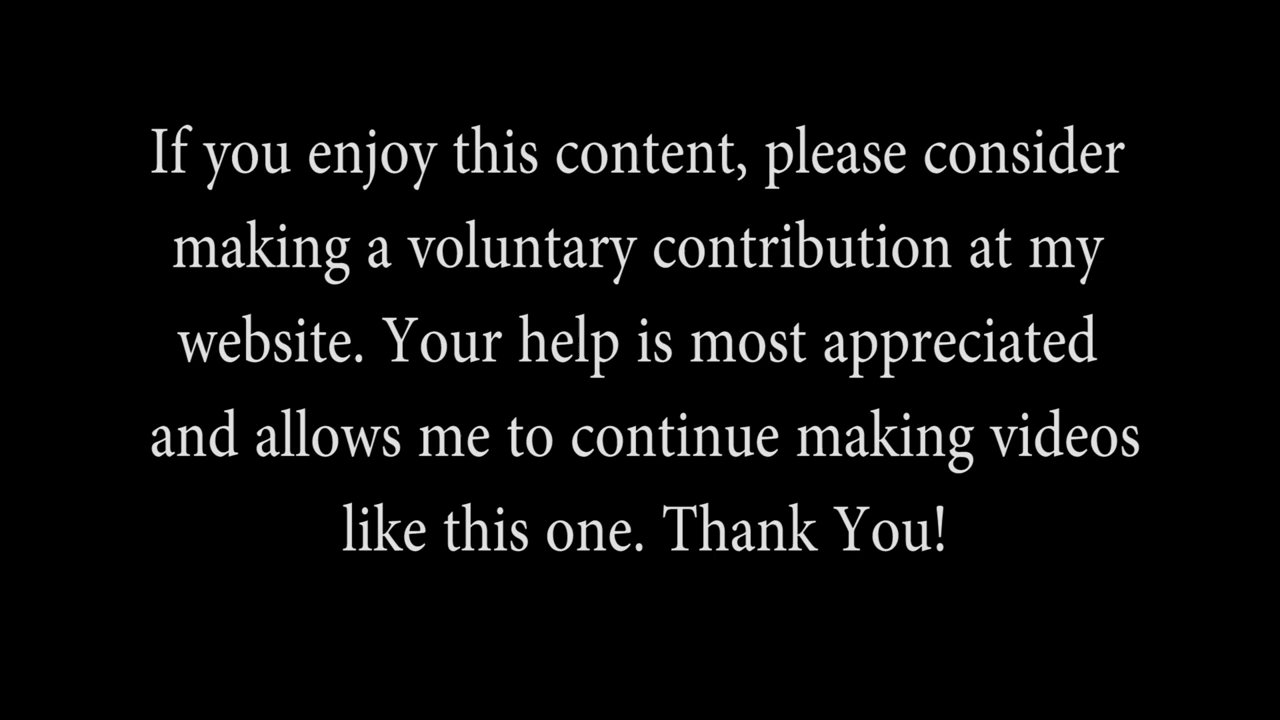 If you enjoy this content, please consider
making a voluntary contribution at my
website. Your help is most appreciated
and allows me to continue making videos
like this one. Thank You!